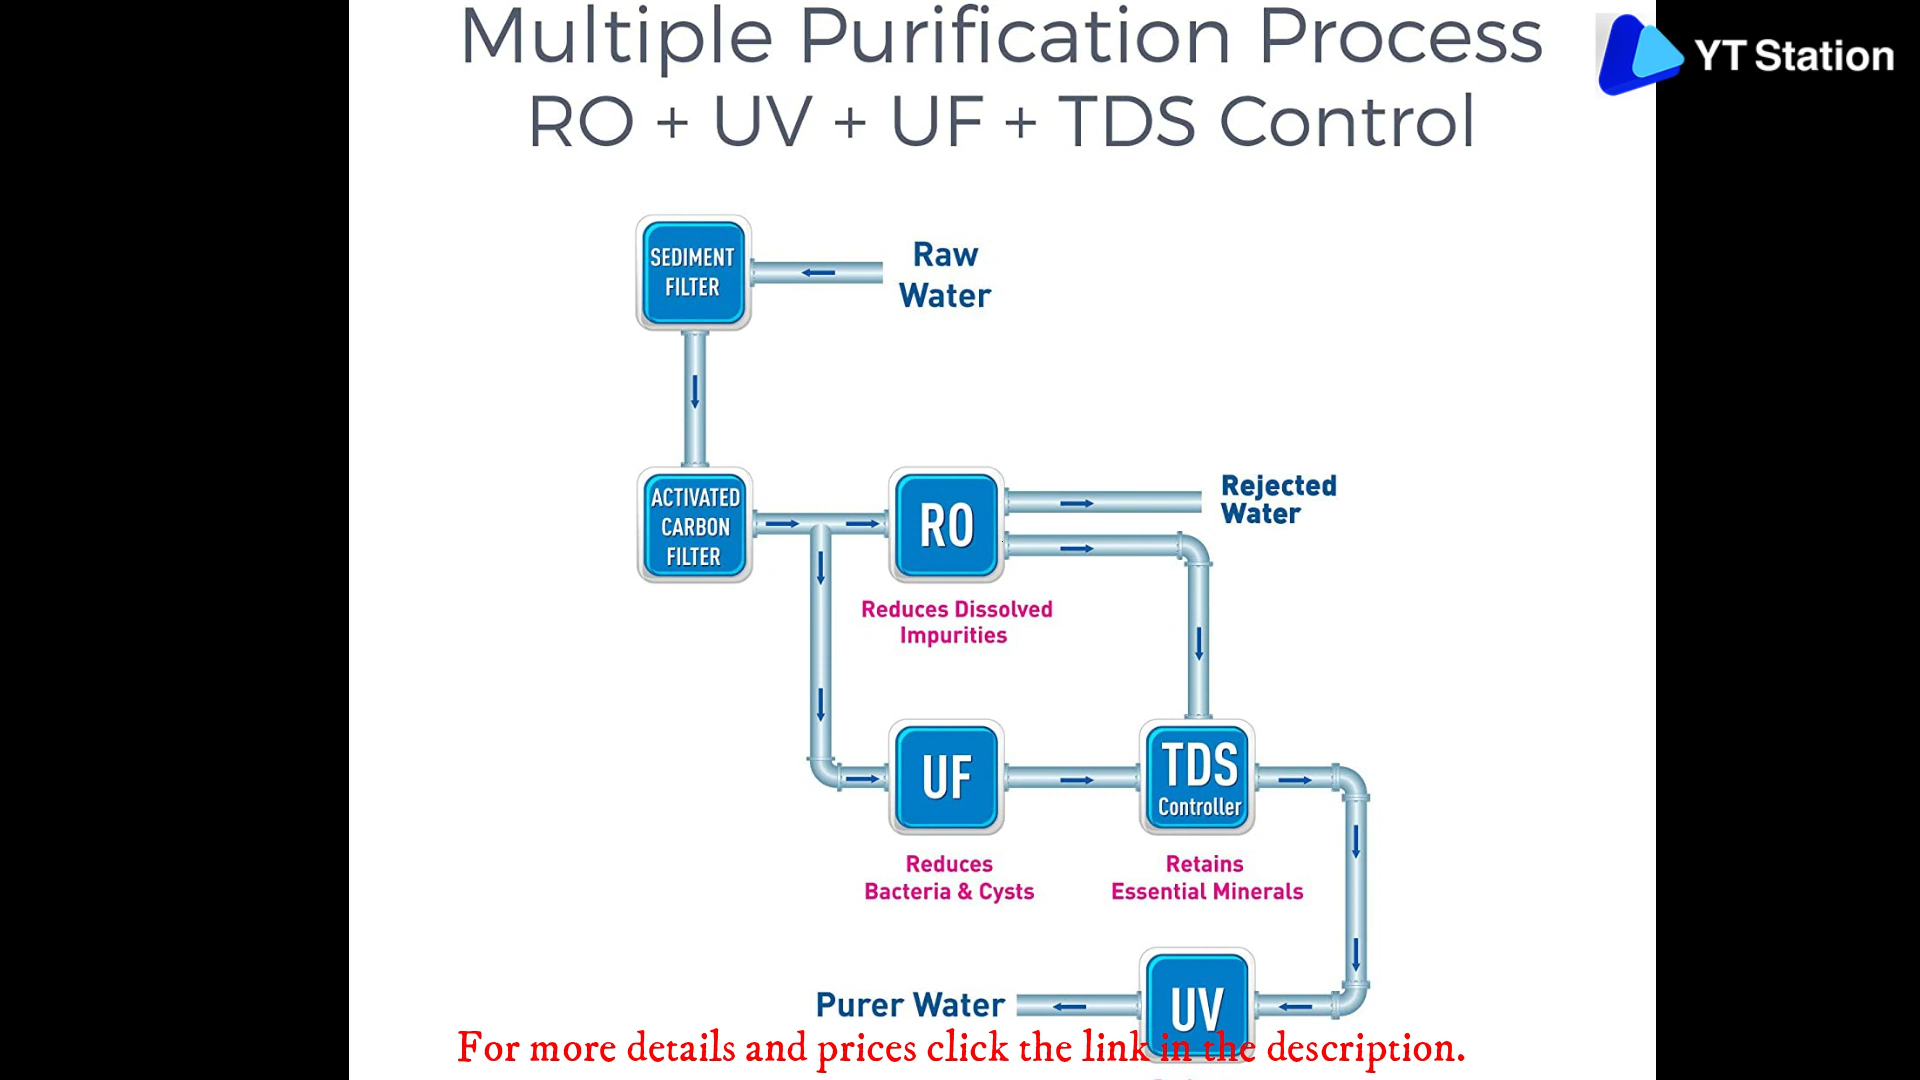 Multiple Purification Process
RO + UV + UF + TDS Control
YT Station
SEDIMENT
FILTER
Raw
Water
ACTIVATED
CARBON
FILTER
RO
Rejected
Water
Reduces Dissolved
Impurities
UF
TDS
Controller
Reduces
Bacteria & Cysts
Retains
Essential Minerals
Purer Water
UV
For more details and prices click the link in the description.